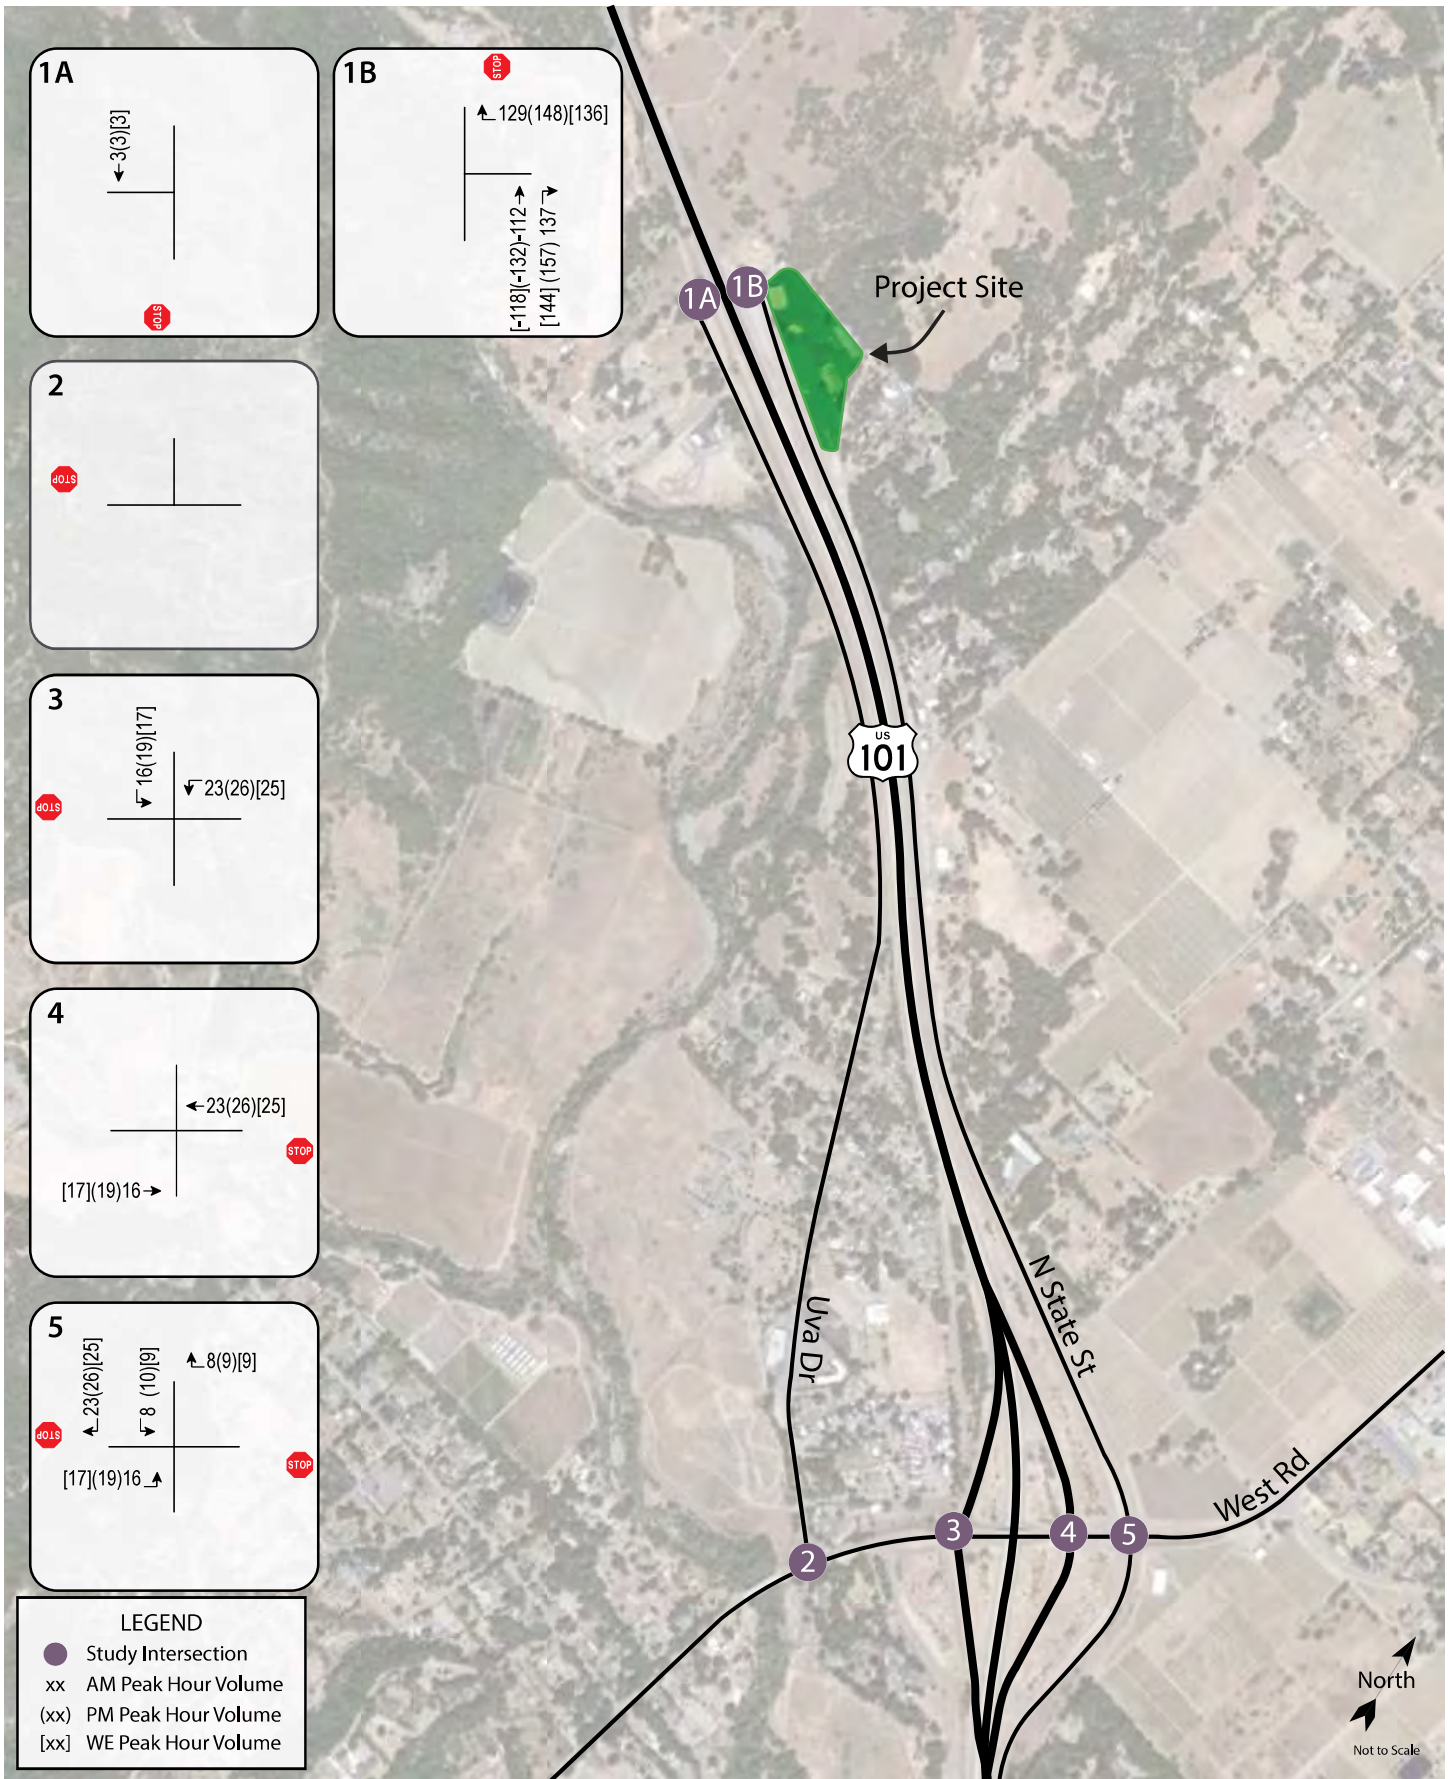 1A
3(3)[3]
STOP
1B
STOP
129(148)[136]
[-118](-132)-112
[144] (157) 137
2
STOP
3
16(19)[17]
23(26)[25]
STOP
4
23(26)[25]
STOP
[17](19)16
5
23(26)[25]
8 (10)[9]
8(9)[9]
STOP
[17](19)16
STOP
LEGEND
Study Intersection
xx AM Peak Hour Volume
(xx) PM Peak Hour Volume
[xx] WE Peak Hour Volume
1A
1B
Project Site
US
101
N State St
Uva Dr
West Rd
2
3
4
5
North
Not to Scale